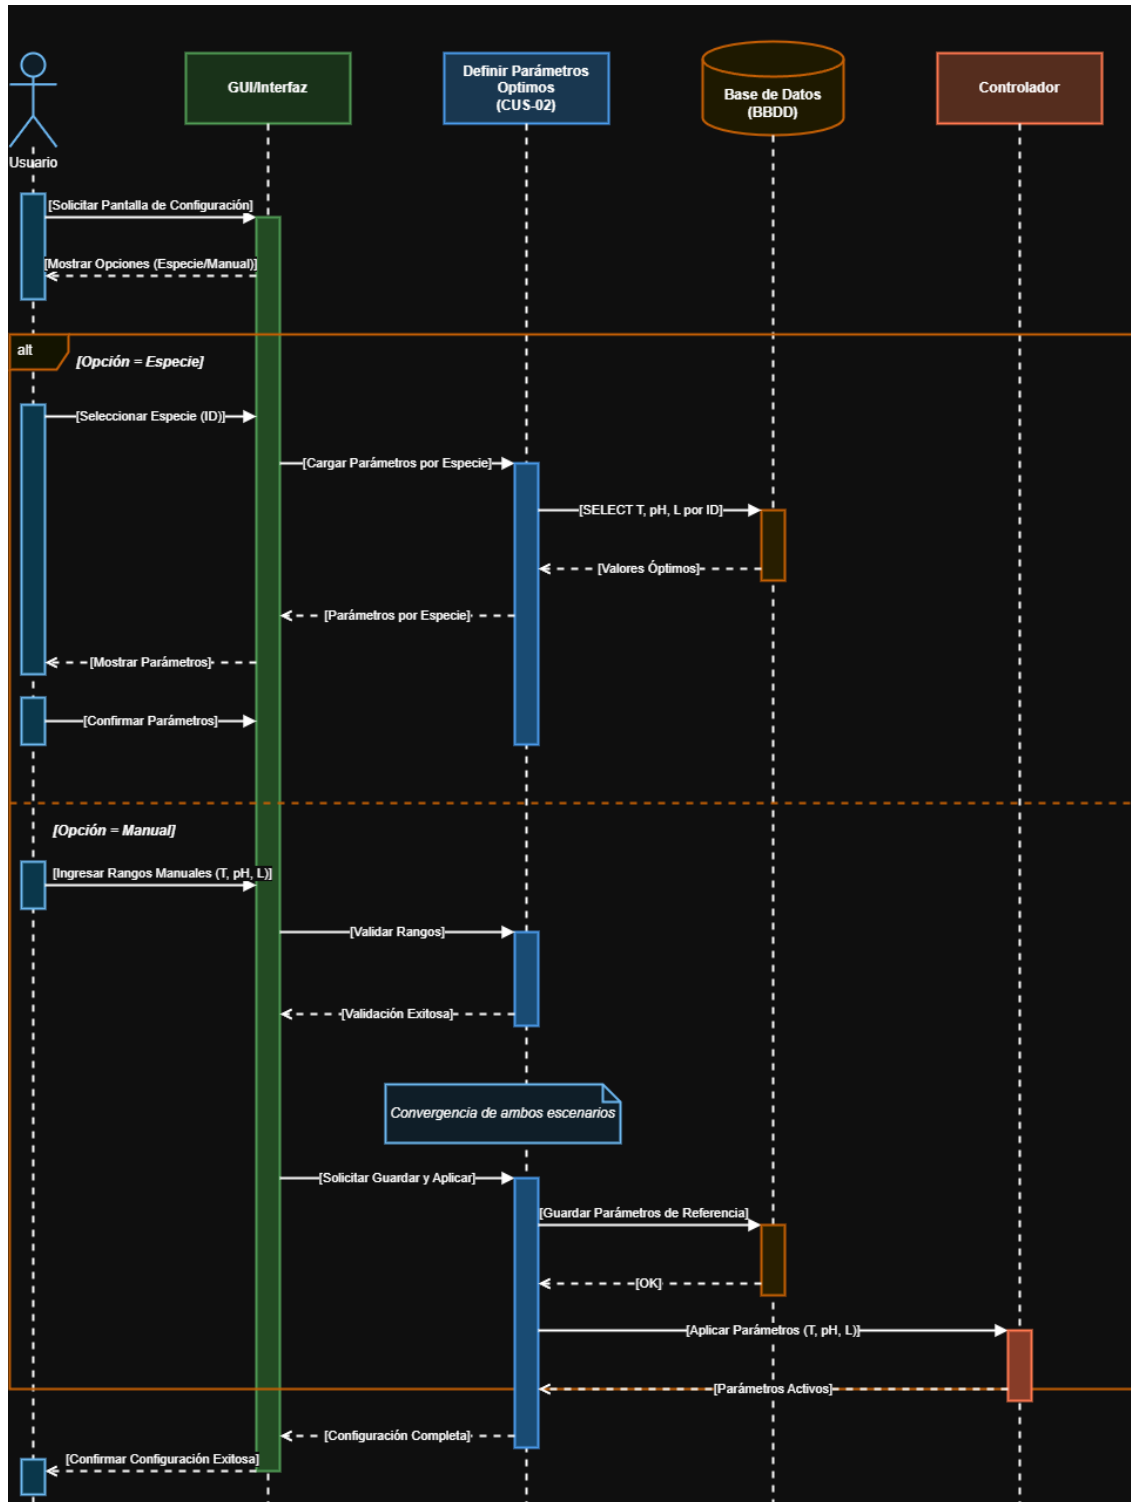 Usuario
GUI/Interfaz
Definir Parámetros
Optimos
(CUS-02)
Base de Datos
(BBDD)
Controlador
[Solicitar Pantalla de Configuración]
[Mostrar Opciones (Especie/Manual)]
alt
[Opción = Especie]
[Seleccionar Especie (ID)]
[Cargar Parámetros por Especie]
[SELECT T, pH, L por ID]
[Valores Óptimos]
[Parámetros por Especie]
[Mostrar Parámetros]
[Confirmar Parámetros]
[Opción = Manual]
[Ingresar Rangos Manuales (T, pH, L)]
[Validar Rangos]
[Validación Exitosa]
Convergencia de ambos escenarios
[Solicitar Guardar y Aplicar]
[Guardar Parámetros de Referencia]
[OK]
[Aplicar Parámetros (T, pH, L)]
[Parámetros Activos]
[Configuración Completa]
[Confirmar Configuración Exitosa]